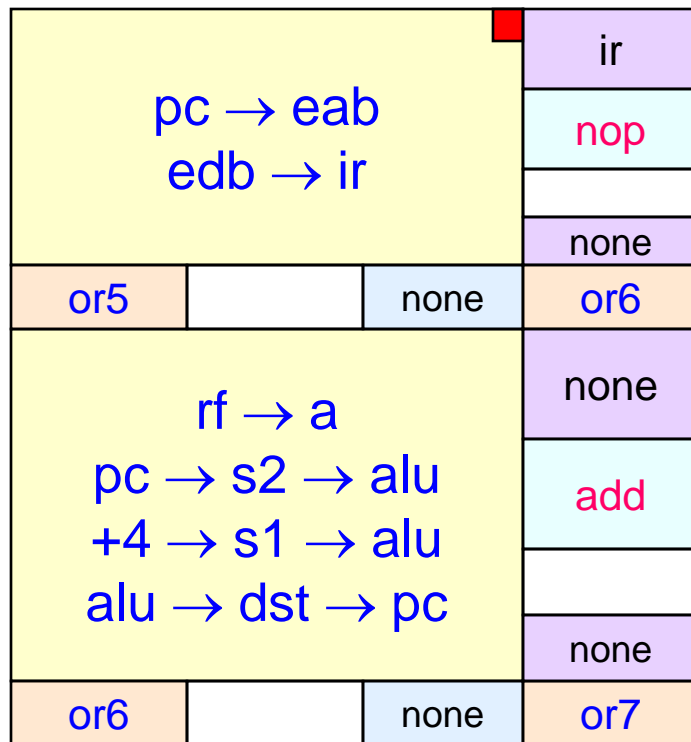 pc → eab
edb → ir
ir
nop
none
or5
none
or6
rf → a
pc → s2 → alu
+4 → s1 → alu
alu → dst → pc
none
add
none
or6
none
or7